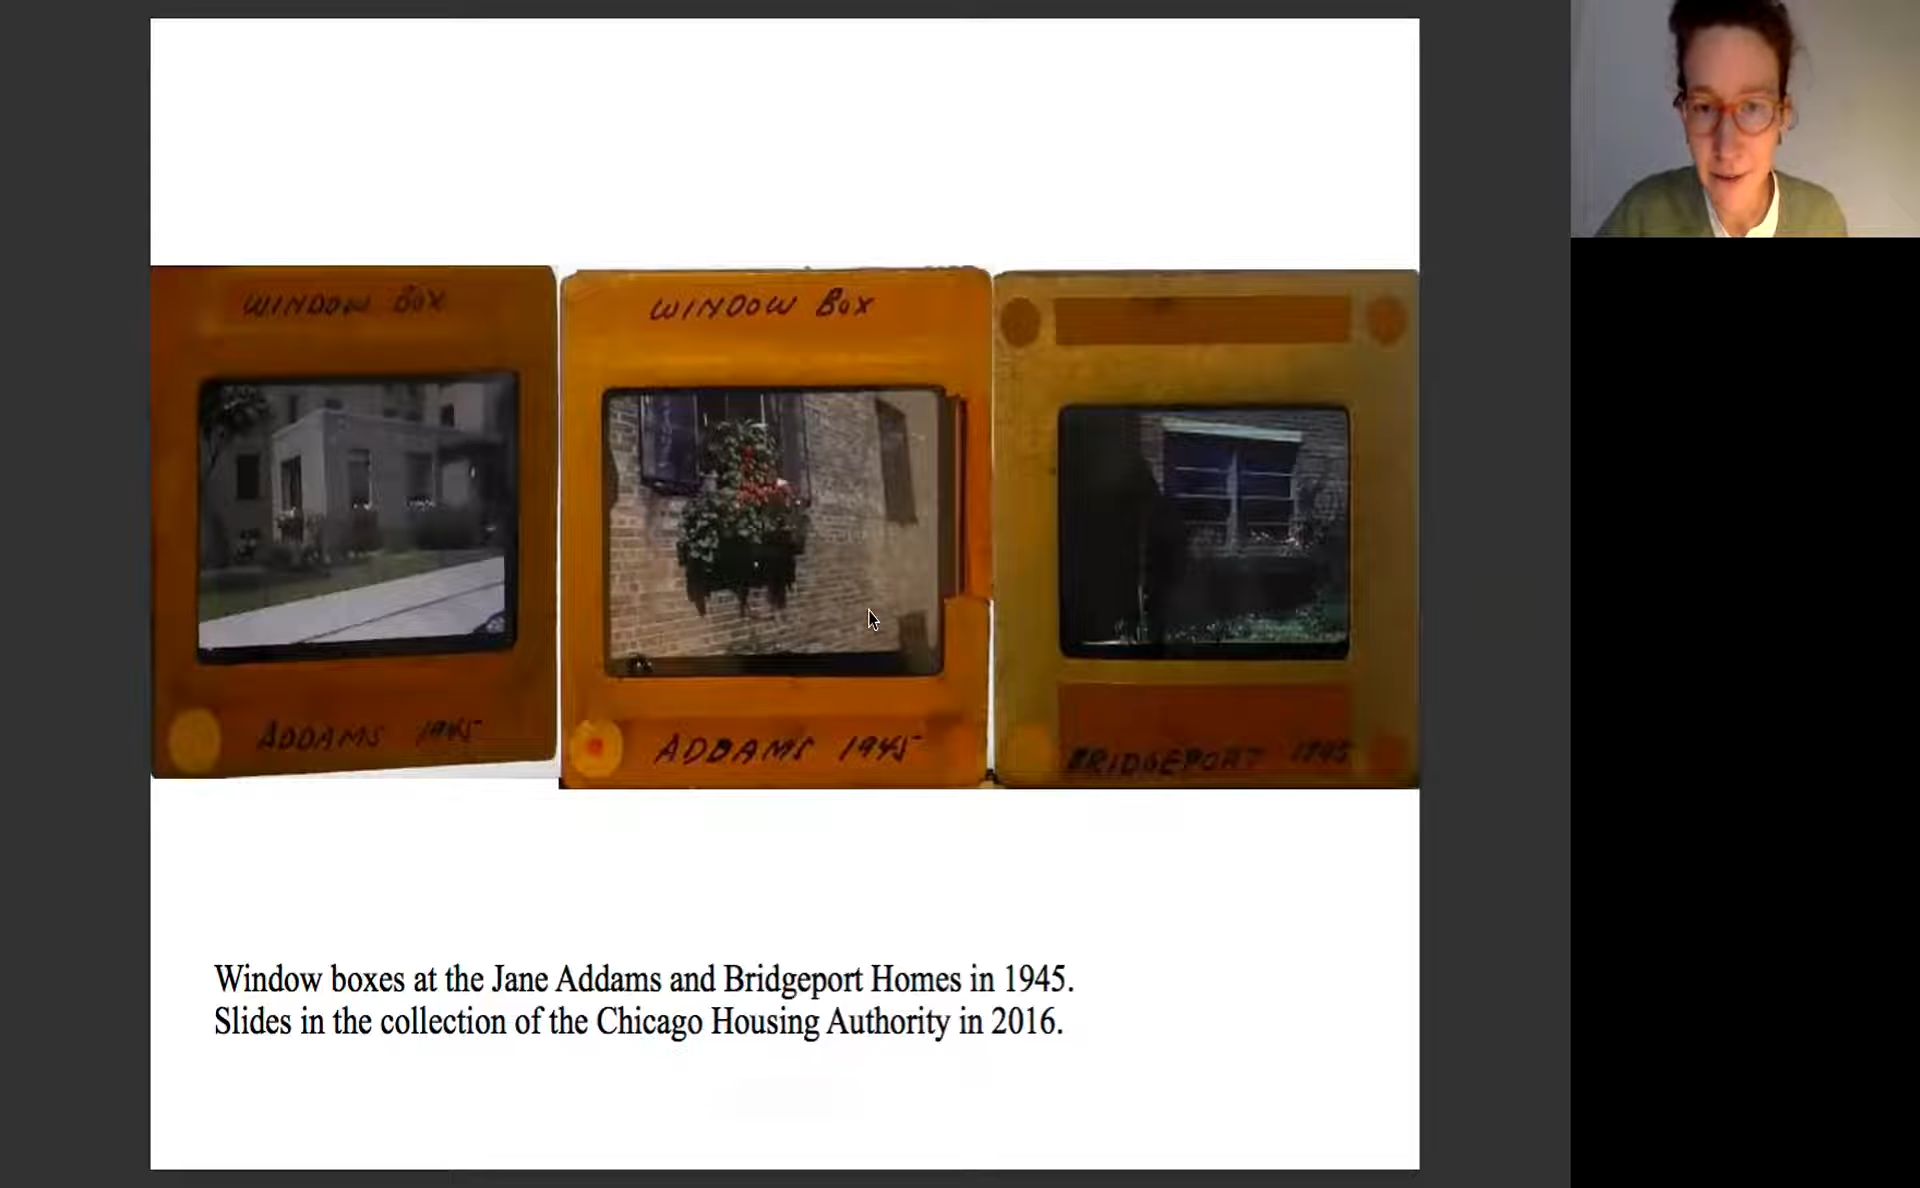 WINDOW BOX
ADDAMS 1945
WINDOW BOX
ADDAMS 1945
BRIDGEPORT 1945
Window boxes at the Jane Addams and Bridgeport Homes in 1945.
Slides in the collection of the Chicago Housing Authority in 2016.